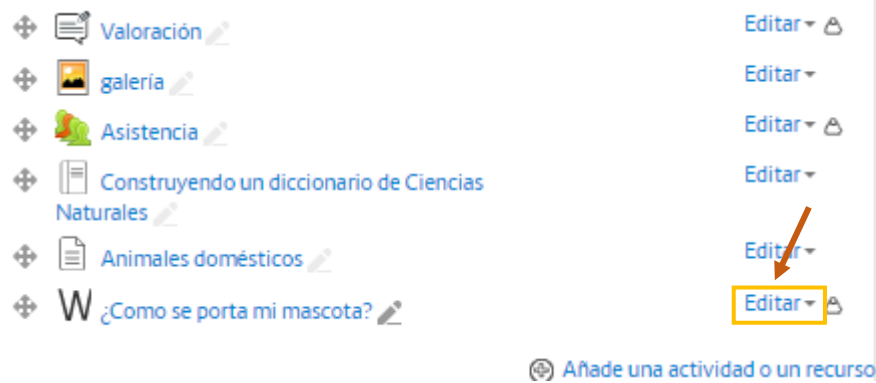 Valoración Editar
galería Editar
Asistencia Editar
Construyendo un diccionario de Ciencias Editar
Naturales
Animales domésticos Editar
W ¿Como se porta mi mascota? Editar
Añade una actividad o un recurso